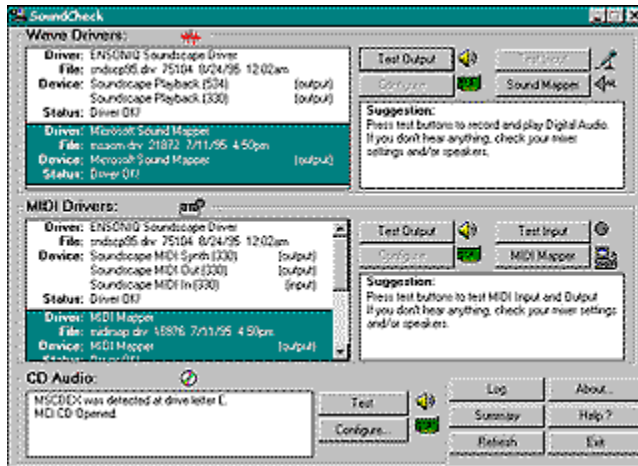 SoundCheck
Wave Drivers:
Driver: ENSONIQ Soundscape Driver
File: sndscp95.drv 75104 8/24/95 12:02am
Device: Soundscape Playback (534) (output)
Soundscape Playback (330) (output)
Status: Driver OK!
Driver: Microsoft Sound Mapper
File: msacm.drv 21872 7/11/95 4:50pm
Device: Microsoft Sound Mapper (output)
Status: Driver OK!
Test Output
Test Input
Configure
Sound Mapper
Suggestion:
Press test buttons to record and play Digital Audio.
If you don't hear anything, check your mixer
settings and/or speakers.
MIDI Drivers:
Driver: ENSONIQ Soundscape Driver
File: sndscp95.drv 75104 8/24/95 12:02am
Device: Soundscape MIDI Synth (330) (output)
Soundscape MIDI Out (330) (output)
Soundscape MIDI In (330) (input)
Status: Driver OK!
Driver: MIDI Mapper
File: midimap.drv 7/11/95 4:50pm
Device: MIDI Mapper (output)
Status: Driver OK!
Test Output
Test Input
Configure
MIDI Mapper
Suggestion:
Press test buttons to test MIDI Input and Output
If you don't hear anything, check your mixer settings
and/or speakers.
CD Audio:
MSCDEX was detected at drive letter E.
MCI CD Opened.
Test
Configure...
Log
About...
Summary
Help ?
Refresh
Exit